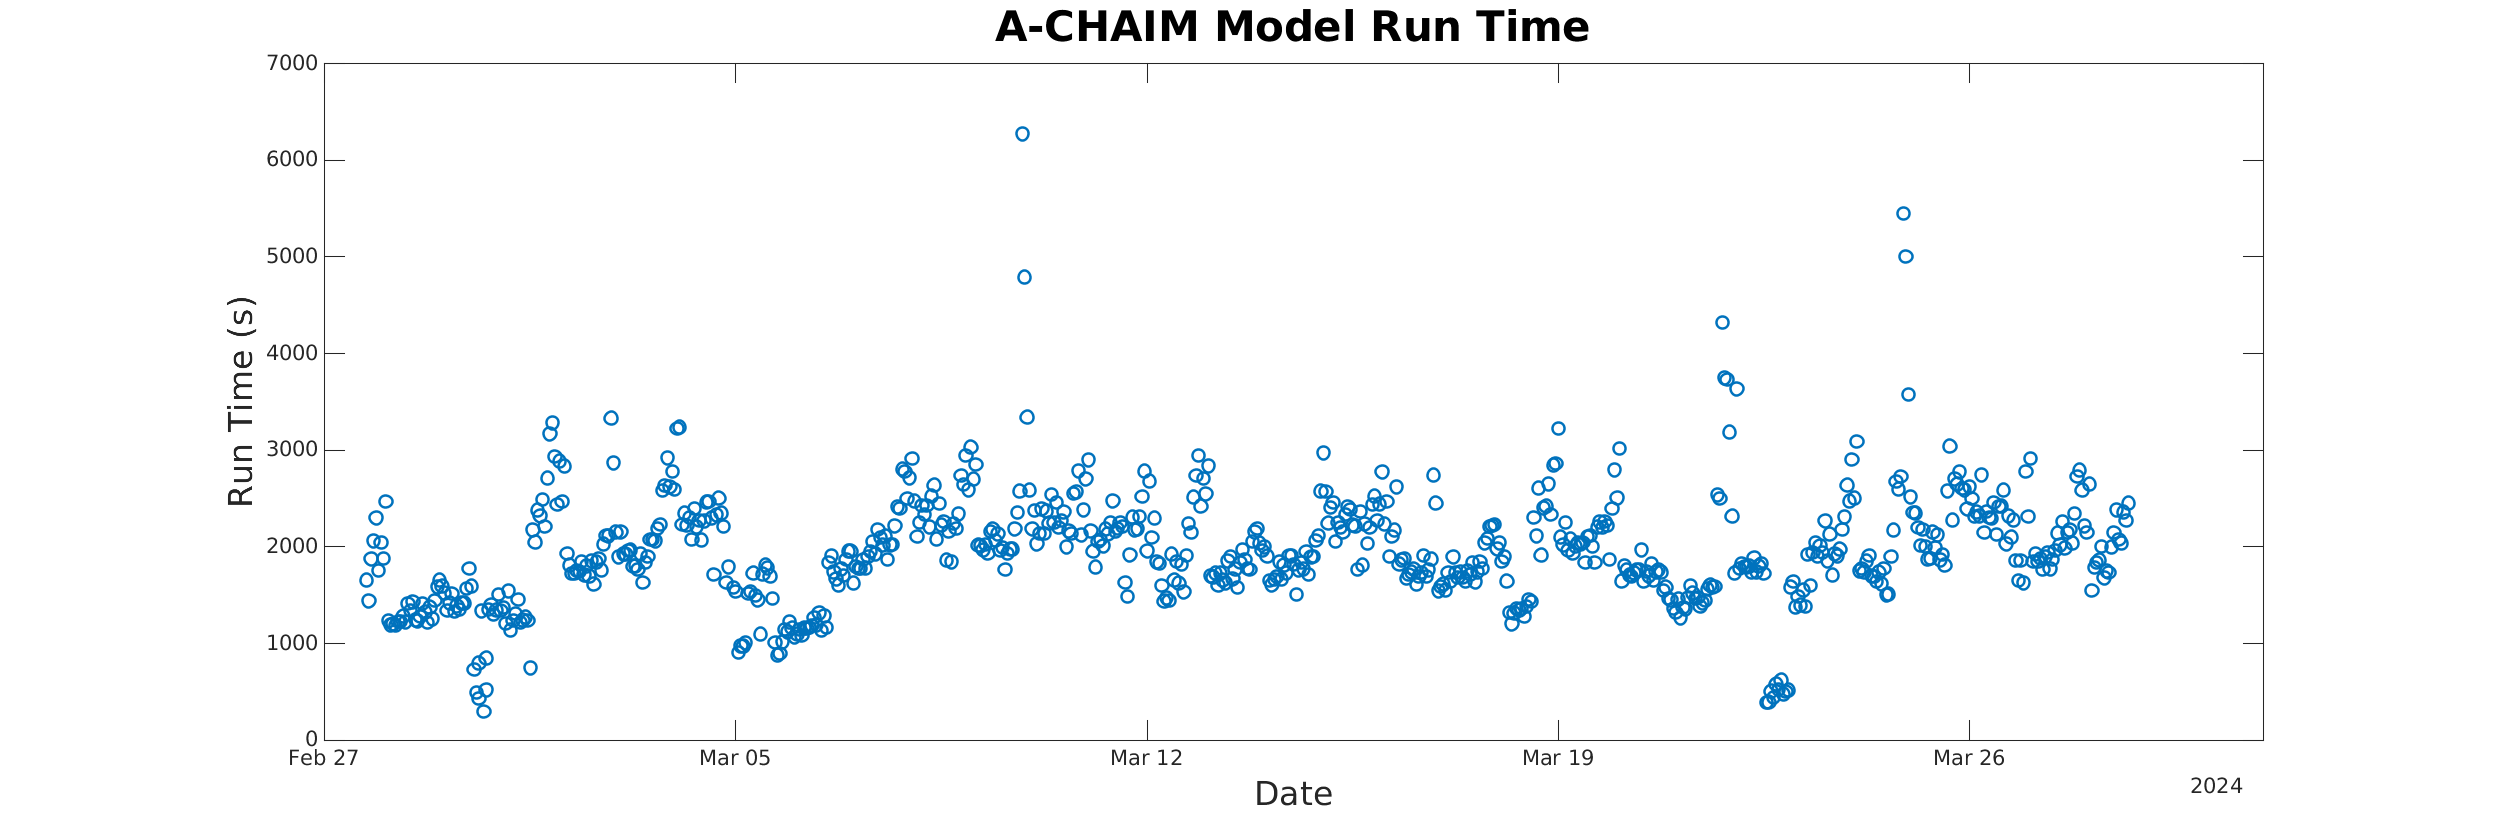 A-CHAIM Model Run Time
7000
6000
5000
4000
3000
2000
1000
0
Run Time (s)
Feb 27
Mar 05
Mar 12
Mar 19
Mar 26
2024
Date